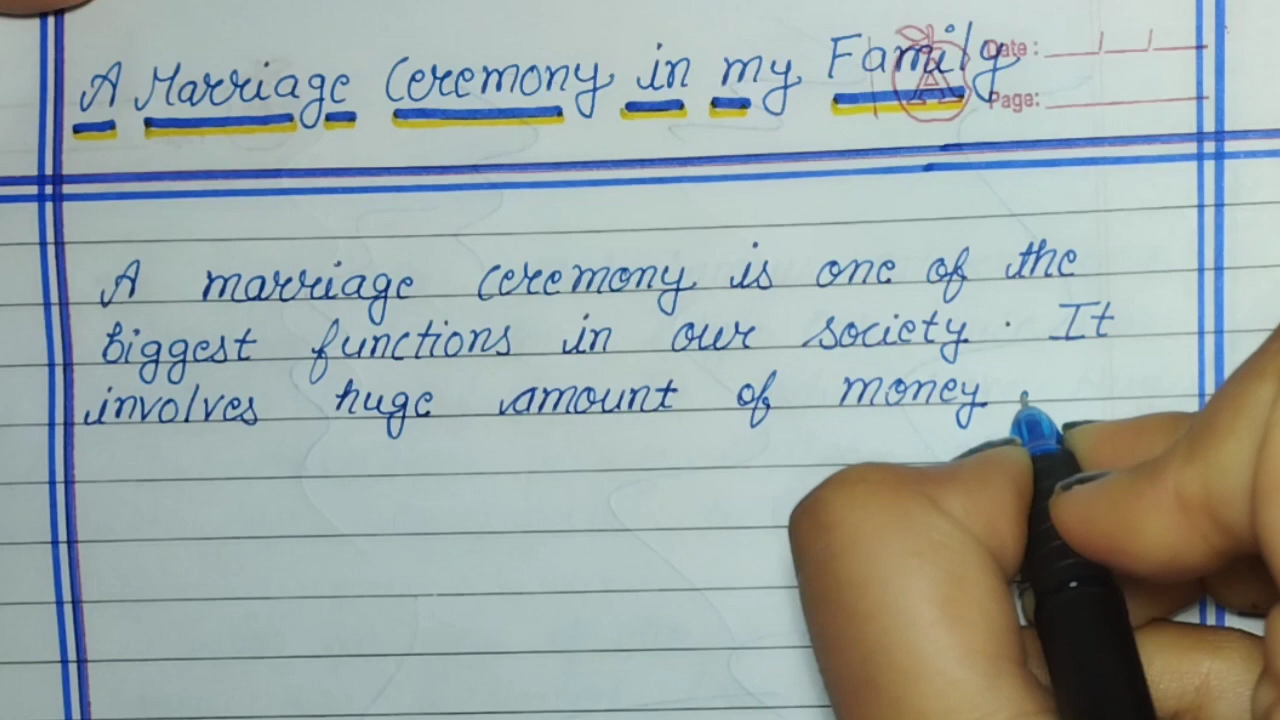 A Marriage Ceremony in my Family
Date :
Page:
A marriage ceremony is one of the
biggest functions in our society. It
involves huge amount of money